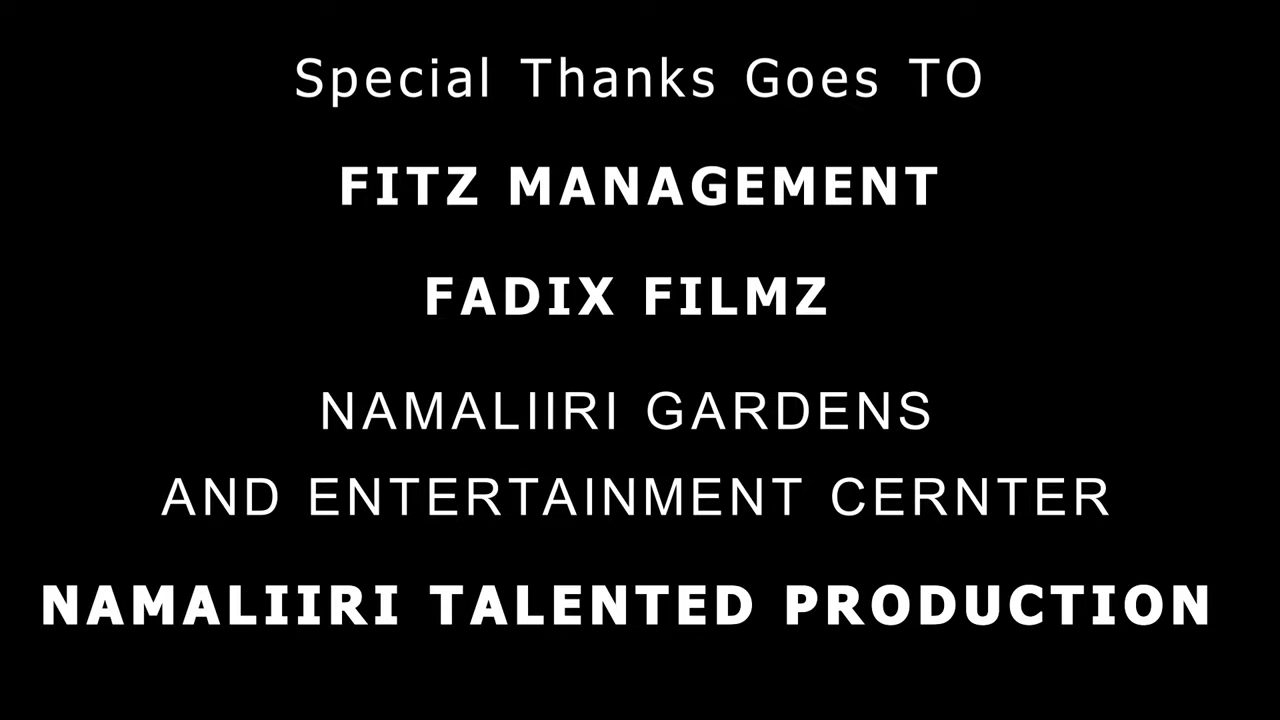 Special Thanks Goes TO
FITZ MANAGEMENT
FADIX FILMZ
NAMALIIRI GARDENS
AND ENTERTAINMENT CERNTER
NAMALIIRI TALENTED PRODUCTION